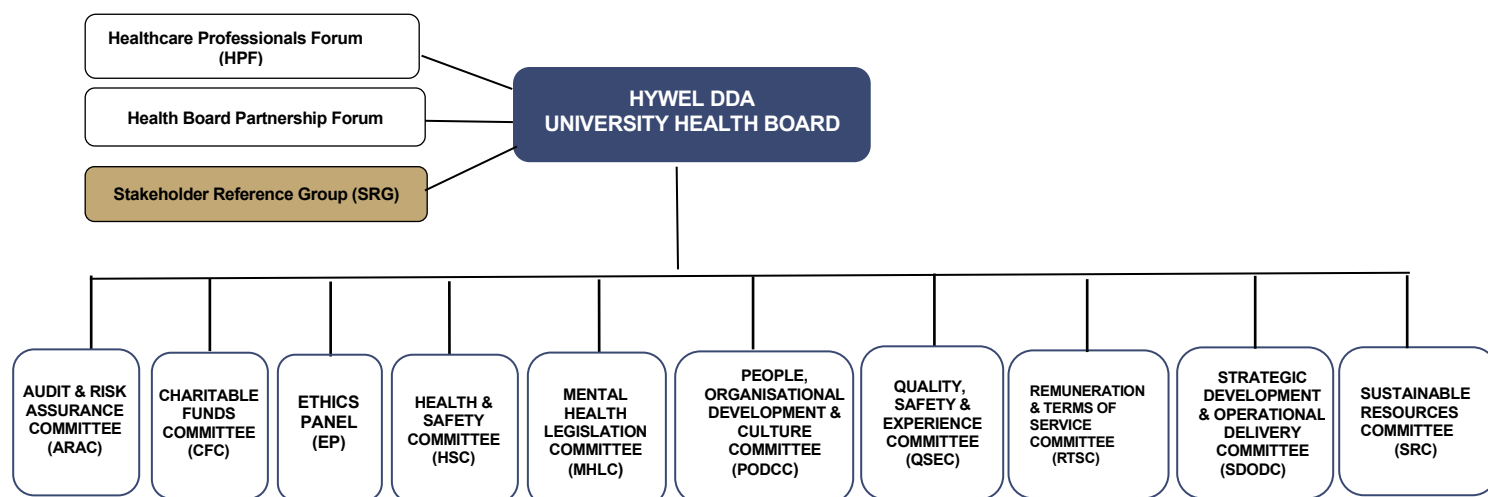 Healthcare Professionals Forum
(HPF)
Health Board Partnership Forum
Stakeholder Reference Group (SRG)
HYWEL DDA
UNIVERSITY HEALTH BOARD
AUDIT & RISK
ASSURANCE
COMMITTEE
(ARAC)
CHARITABLE
FUNDS
COMMITTEE
(CFC)
ETHICS
PANEL
(EP)
HEALTH &
SAFETY
COMMITTEE
(HSC)
MENTAL
HEALTH
LEGISLATION
COMMITTEE
(MHLC)
PEOPLE,
ORGANISATIONAL
DEVELOPMENT &
CULTURE
COMMITTEE
(PODCC)
QUALITY,
SAFETY &
EXPERIENCE
COMMITTEE
(QSEC)
REMUNERATION
& TERMS OF
SERVICE
COMMITTEE
(RTSC)
STRATEGIC
DEVELOPMENT
& OPERATIONAL
DELIVERY
COMMITTEE
(SDODC)
SUSTAINABLE
RESOURCES
COMMITTEE
(SRC)